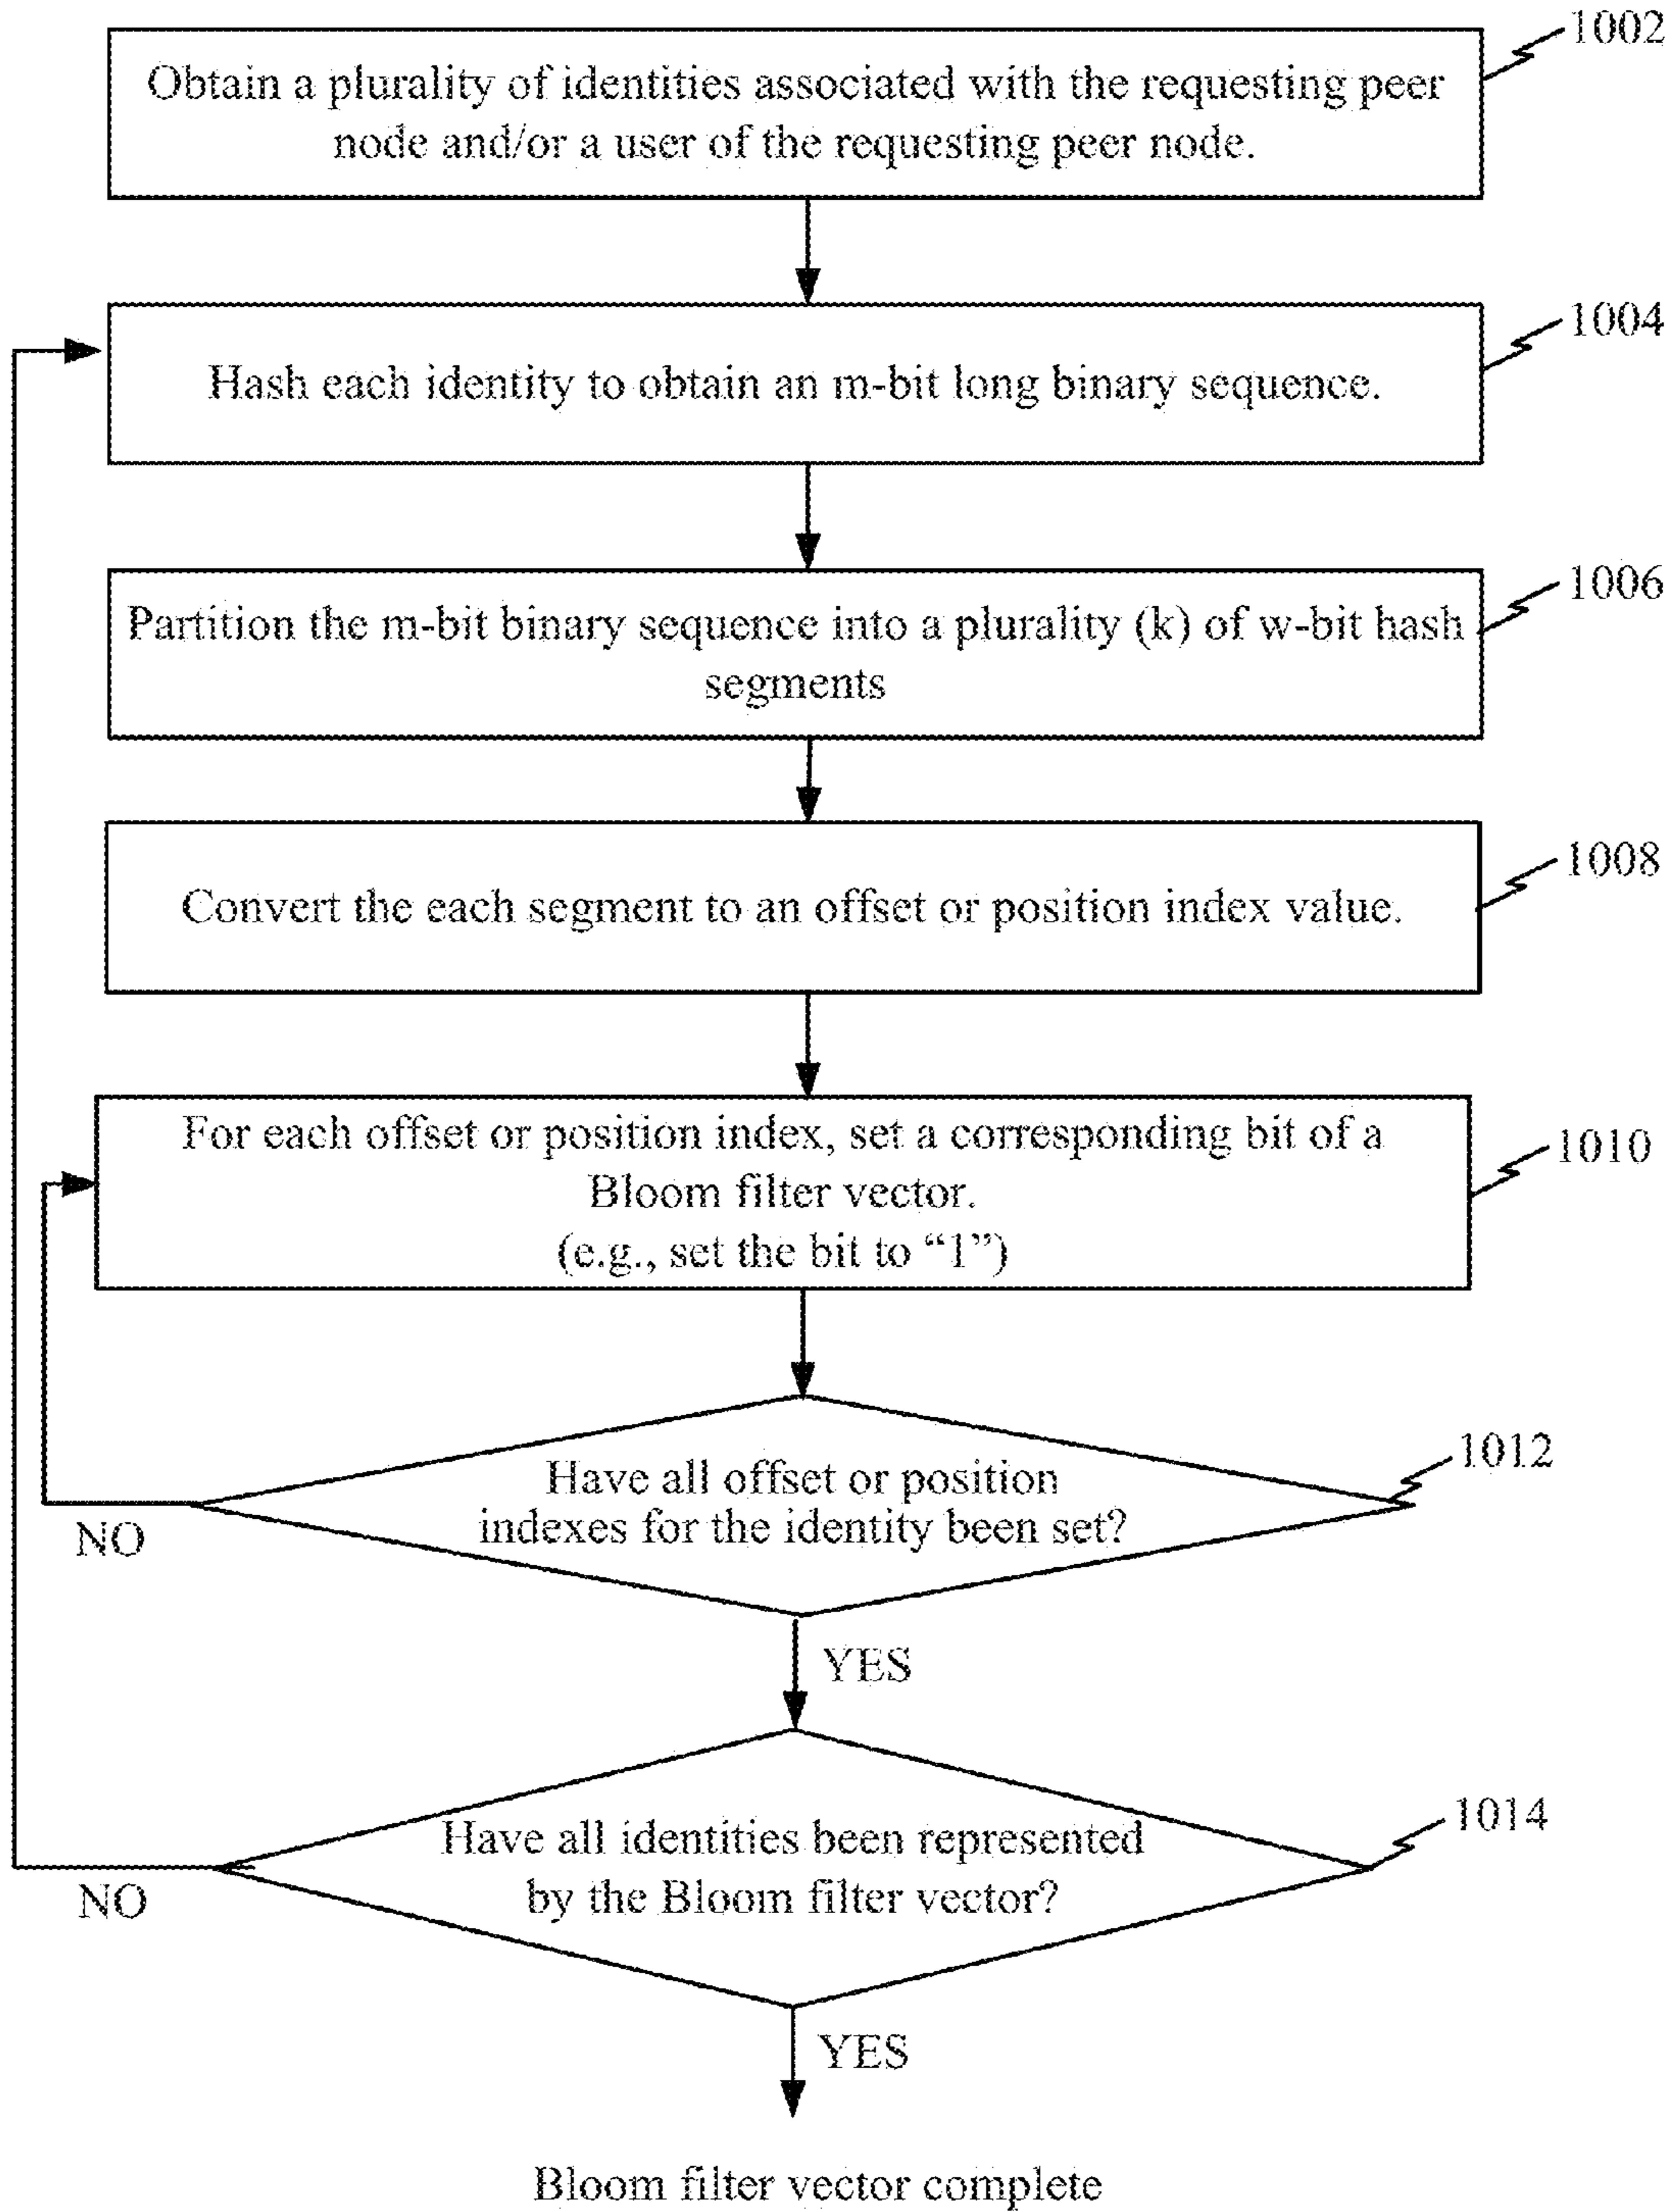 1002
Obtain a plurality of identities associated with the requesting peer
node and/or a user of the requesting peer node.
1004
Hash each identity to obtain an m-bit long binary sequence.
1006
Partition the m-bit binary sequence into a plurality (k) of w-bit hash
segments
1008
Convert the each segment to an offset or position index value.
1010
For each offset or position index, set a corresponding bit of a
Bloom filter vector.
(e.g., set the bit to “1”)
1012
Have all offset or position
indexes for the identity been set?
NO
YES
1014
Have all identities been represented
by the Bloom filter vector?
NO
YES
Bloom filter vector complete